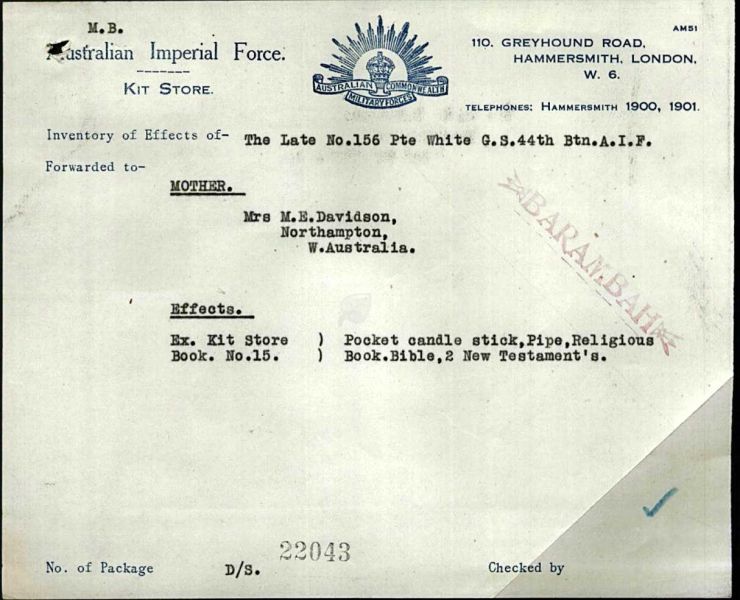 M.B.
AM51
Australian Imperial Force.
KIT STORE.
AUSTRALIAN COMMONWEALTH
MILITARY FORCES
110. GREYHOUND ROAD,
HAMMERSMITH, LONDON,
W. 6.
TELEPHONES: HAMMERSMITH 1900, 1901.
Inventory of Effects of- The Late No.156 Pte White G.S.44th Btn.A.I.F.
Forwarded to-
MOTHER.
Mrs M.E.Davidson,
Northampton,
W.Australia.
BARAMBAH
Effects.
Ex. Kit Store ) Pocket candle stick,Pipe,Religious
Book. No.15. ) Book.Bible,2 New Testament's.
No. of Package D/S. 22043 Checked by